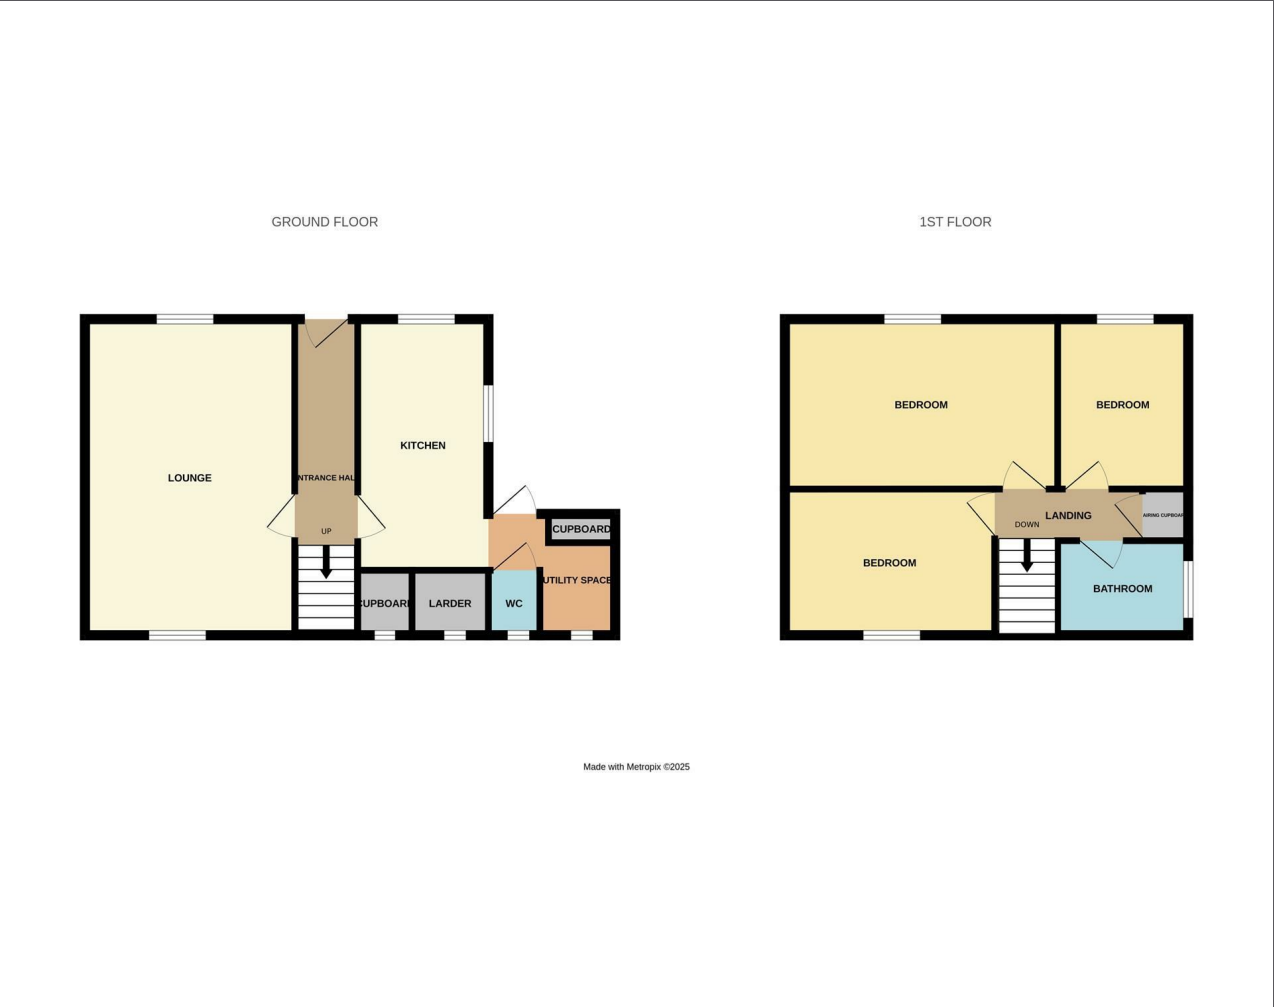 GROUND FLOOR
1ST FLOOR
LOUNGE
NTRANCE HAL
UP
KITCHEN
CUPBOARD
UTILITY SPACE
CUPBOARD
LARDER
WC
BEDROOM
BEDROOM
BEDROOM
LANDING
DOWN
AIRING CUPBOAR
BATHROOM
Made with Metropix ©2025